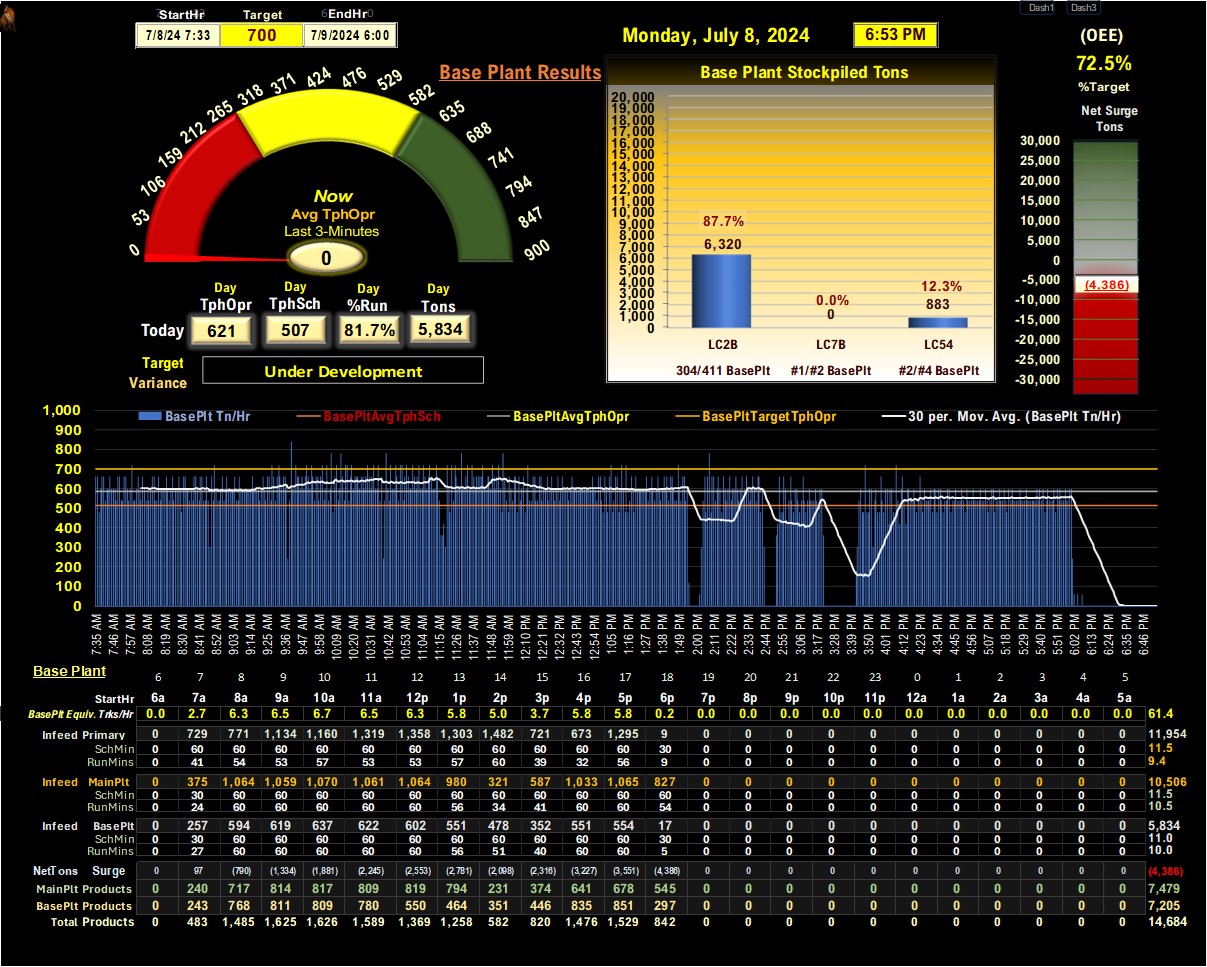 Dash1 Dash3
StartHr Target EndHr
7/8/24 7:33 700 7/9/2024 6:00
Monday, July 8, 2024 6:53 PM
(OEE)
72.5%
%Target
Net Surge
Tons
30,000
25,000
20,000
15,000
10,000
5,000
0
-5,000
(4,386)
-10,000
-15,000
-20,000
-25,000
-30,000
Base Plant Results
0 53 106 159 212 265 318 371 424 476 529 582 635 688 741 794 847 900
Now
Avg TphOpr
Last 3-Minutes
0
Day Day Day Day
TphOpr TphSch %Run Tons
Today 621 507 81.7% 5,834
Target
Variance
Under Development
Base Plant Stockpiled Tons
20,000
19,000
18,000
17,000
16,000
15,000
14,000
13,000
12,000
11,000
10,000
9,000
8,000
7,000
6,000
5,000
4,000
3,000
2,000
1,000
0
87.7%
6,320
0.0%
0
12.3%
883
LC2B LC7B LC54
304/411 BasePlt #1/#2 BasePlt #2/#4 BasePlt
BasePlt Tn/Hr BasePltAvgTphSch BasePltAvgTphOpr BasePltTargetTphOpr 30 per. Mov. Avg. (BasePlt Tn/Hr)
1,000
900
800
700
600
500
400
300
200
100
0
7:35 AM 7:46 AM 7:57 AM 8:08 AM 8:19 AM 8:30 AM 8:41 AM 8:52 AM 9:03 AM 9:14 AM 9:25 AM 9:36 AM 9:47 AM 9:58 AM 10:09 AM 10:20 AM 10:31 AM 10:42 AM 10:53 AM 11:04 AM 11:15 AM 11:26 AM 11:37 AM 11:48 AM 11:59 AM 12:10 PM 12:21 PM 12:32 PM 12:43 PM 12:54 PM 1:05 PM 1:16 PM 1:27 PM 1:38 PM 1:49 PM 2:00 PM 2:11 PM 2:22 PM 2:33 PM 2:44 PM 2:55 PM 3:06 PM 3:17 PM 3:28 PM 3:39 PM 3:50 PM 4:01 PM 4:12 PM 4:23 PM 4:34 PM 4:45 PM 4:56 PM 5:07 PM 5:18 PM 5:29 PM 5:40 PM 5:51 PM 6:02 PM 6:13 PM 6:24 PM 6:35 PM 6:46 PM
Base Plant
6 7 8 9 10 11 12 13 14 15 16 17 18 19 20 21 22 23 0 1 2 3 4 5
StartHr 6a 7a 8a 9a 10a 11a 12p 1p 2p 3p 4p 5p 6p 7p 8p 9p 10p 11p 12a 1a 2a 3a 4a 5a
BasePlt Equiv. Trks/Hr 0.0 2.7 6.3 6.5 6.7 6.5 6.3 5.8 5.0 3.7 5.8 5.8 0.2 0.0 0.0 0.0 0.0 0.0 0.0 0.0 0.0 0.0 0.0 0.0 61.4
Infeed Primary 0 729 771 1,134 1,160 1,319 1,358 1,303 1,482 721 673 1,295 9 0 0 0 0 0 0 0 0 0 0 0 11,954
SchMin 0 60 60 60 60 60 60 60 60 60 60 60 30 0 0 0 0 0 0 0 0 0 0 0 11.5
RunMins 0 41 54 53 57 53 53 57 60 39 32 56 9 0 0 0 0 0 0 0 0 0 0 0 9.4
Infeed MainPlt 0 375 1,064 1,059 1,070 1,061 1,064 980 321 587 1,033 1,065 827 0 0 0 0 0 0 0 0 0 0 0 10,506
SchMin 0 30 60 60 60 60 60 60 60 60 60 60 60 0 0 0 0 0 0 0 0 0 0 0 11.5
RunMins 0 24 60 60 60 60 60 56 34 41 60 60 54 0 0 0 0 0 0 0 0 0 0 0 10.5
Infeed BasePlt 0 257 594 619 637 622 602 551 478 352 551 554 17 0 0 0 0 0 0 0 0 0 0 0 5,834
SchMin 0 30 60 60 60 60 60 60 60 60 60 60 30 0 0 0 0 0 0 0 0 0 0 0 11.0
RunMins 0 27 60 60 60 60 60 56 51 40 60 60 5 0 0 0 0 0 0 0 0 0 0 0 10.0
NetTons Surge 0 97 (790) (1,334) (1,881) (2,245) (2,553) (2,781) (2,098) (2,316) (3,227) (3,551) (4,386) 0 0 0 0 0 0 0 0 0 0 0 (4,386)
MainPlt Products 0 240 717 814 817 809 819 794 231 374 641 678 545 0 0 0 0 0 0 0 0 0 0 0 7,479
BasePlt Products 0 243 768 811 809 780 550 464 351 446 835 851 297 0 0 0 0 0 0 0 0 0 0 0 7,205
Total Products 0 483 1,485 1,625 1,626 1,589 1,369 1,258 582 820 1,476 1,529 842 0 0 0 0 0 0 0 0 0 0 0 14,684